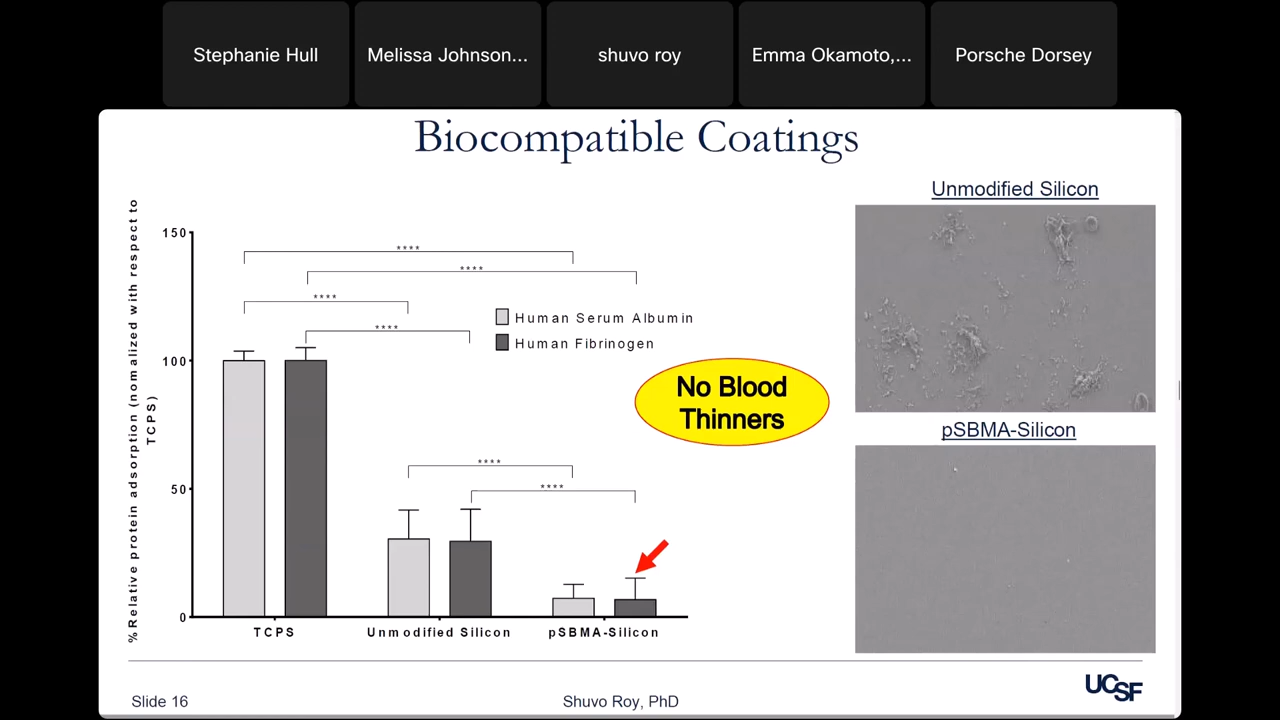 Stephanie Hull
Melissa Johnson...
shuvo roy
Emma Okamoto,...
Porsche Dorsey
Biocompatible Coatings
% Relative protein adsorption (normalized with respect to
TCPS)
150
100
50
0
****
****
****
****
****
****
Human Serum Albumin
Human Fibrinogen
No Blood
Thinners
TCPS
Unmodified Silicon
pSBMA-Silicon
Unmodified Silicon
pSBMA-Silicon
Slide 16
Shuvo Roy, PhD
UCSF